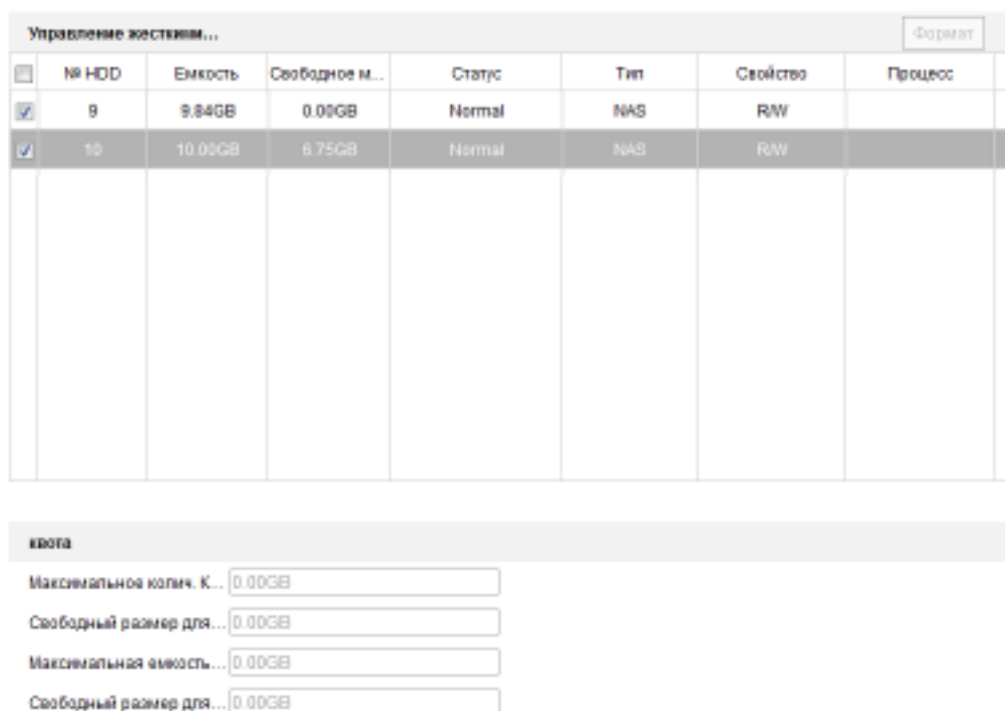 Управление жесткими...
Формат
№ HDD Емкость Свободное м... Статус Тип Свойство Процесс
9 9.84GB 0.00GB Normal NAS R/W
10 10.00GB 6.75GB Normal NAS R/W
квота
Максимальное колич. К... 0.00GB
Свободный размер для... 0.00GB
Максимальная емкость... 0.00GB
Свободный размер для... 0.00GB